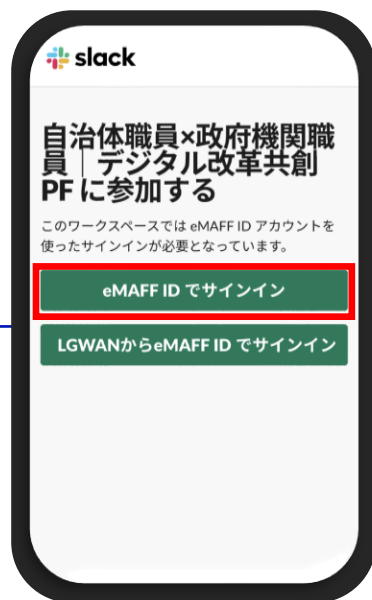 slack
自治体職員×政府機関職
員｜デジタル改革共創
PF に参加する
このワークスペースでは eMAFF ID アカウントを
使ったサインインが必要となっています。
eMAFF ID でサインイン
LGWANからeMAFF ID でサインイン